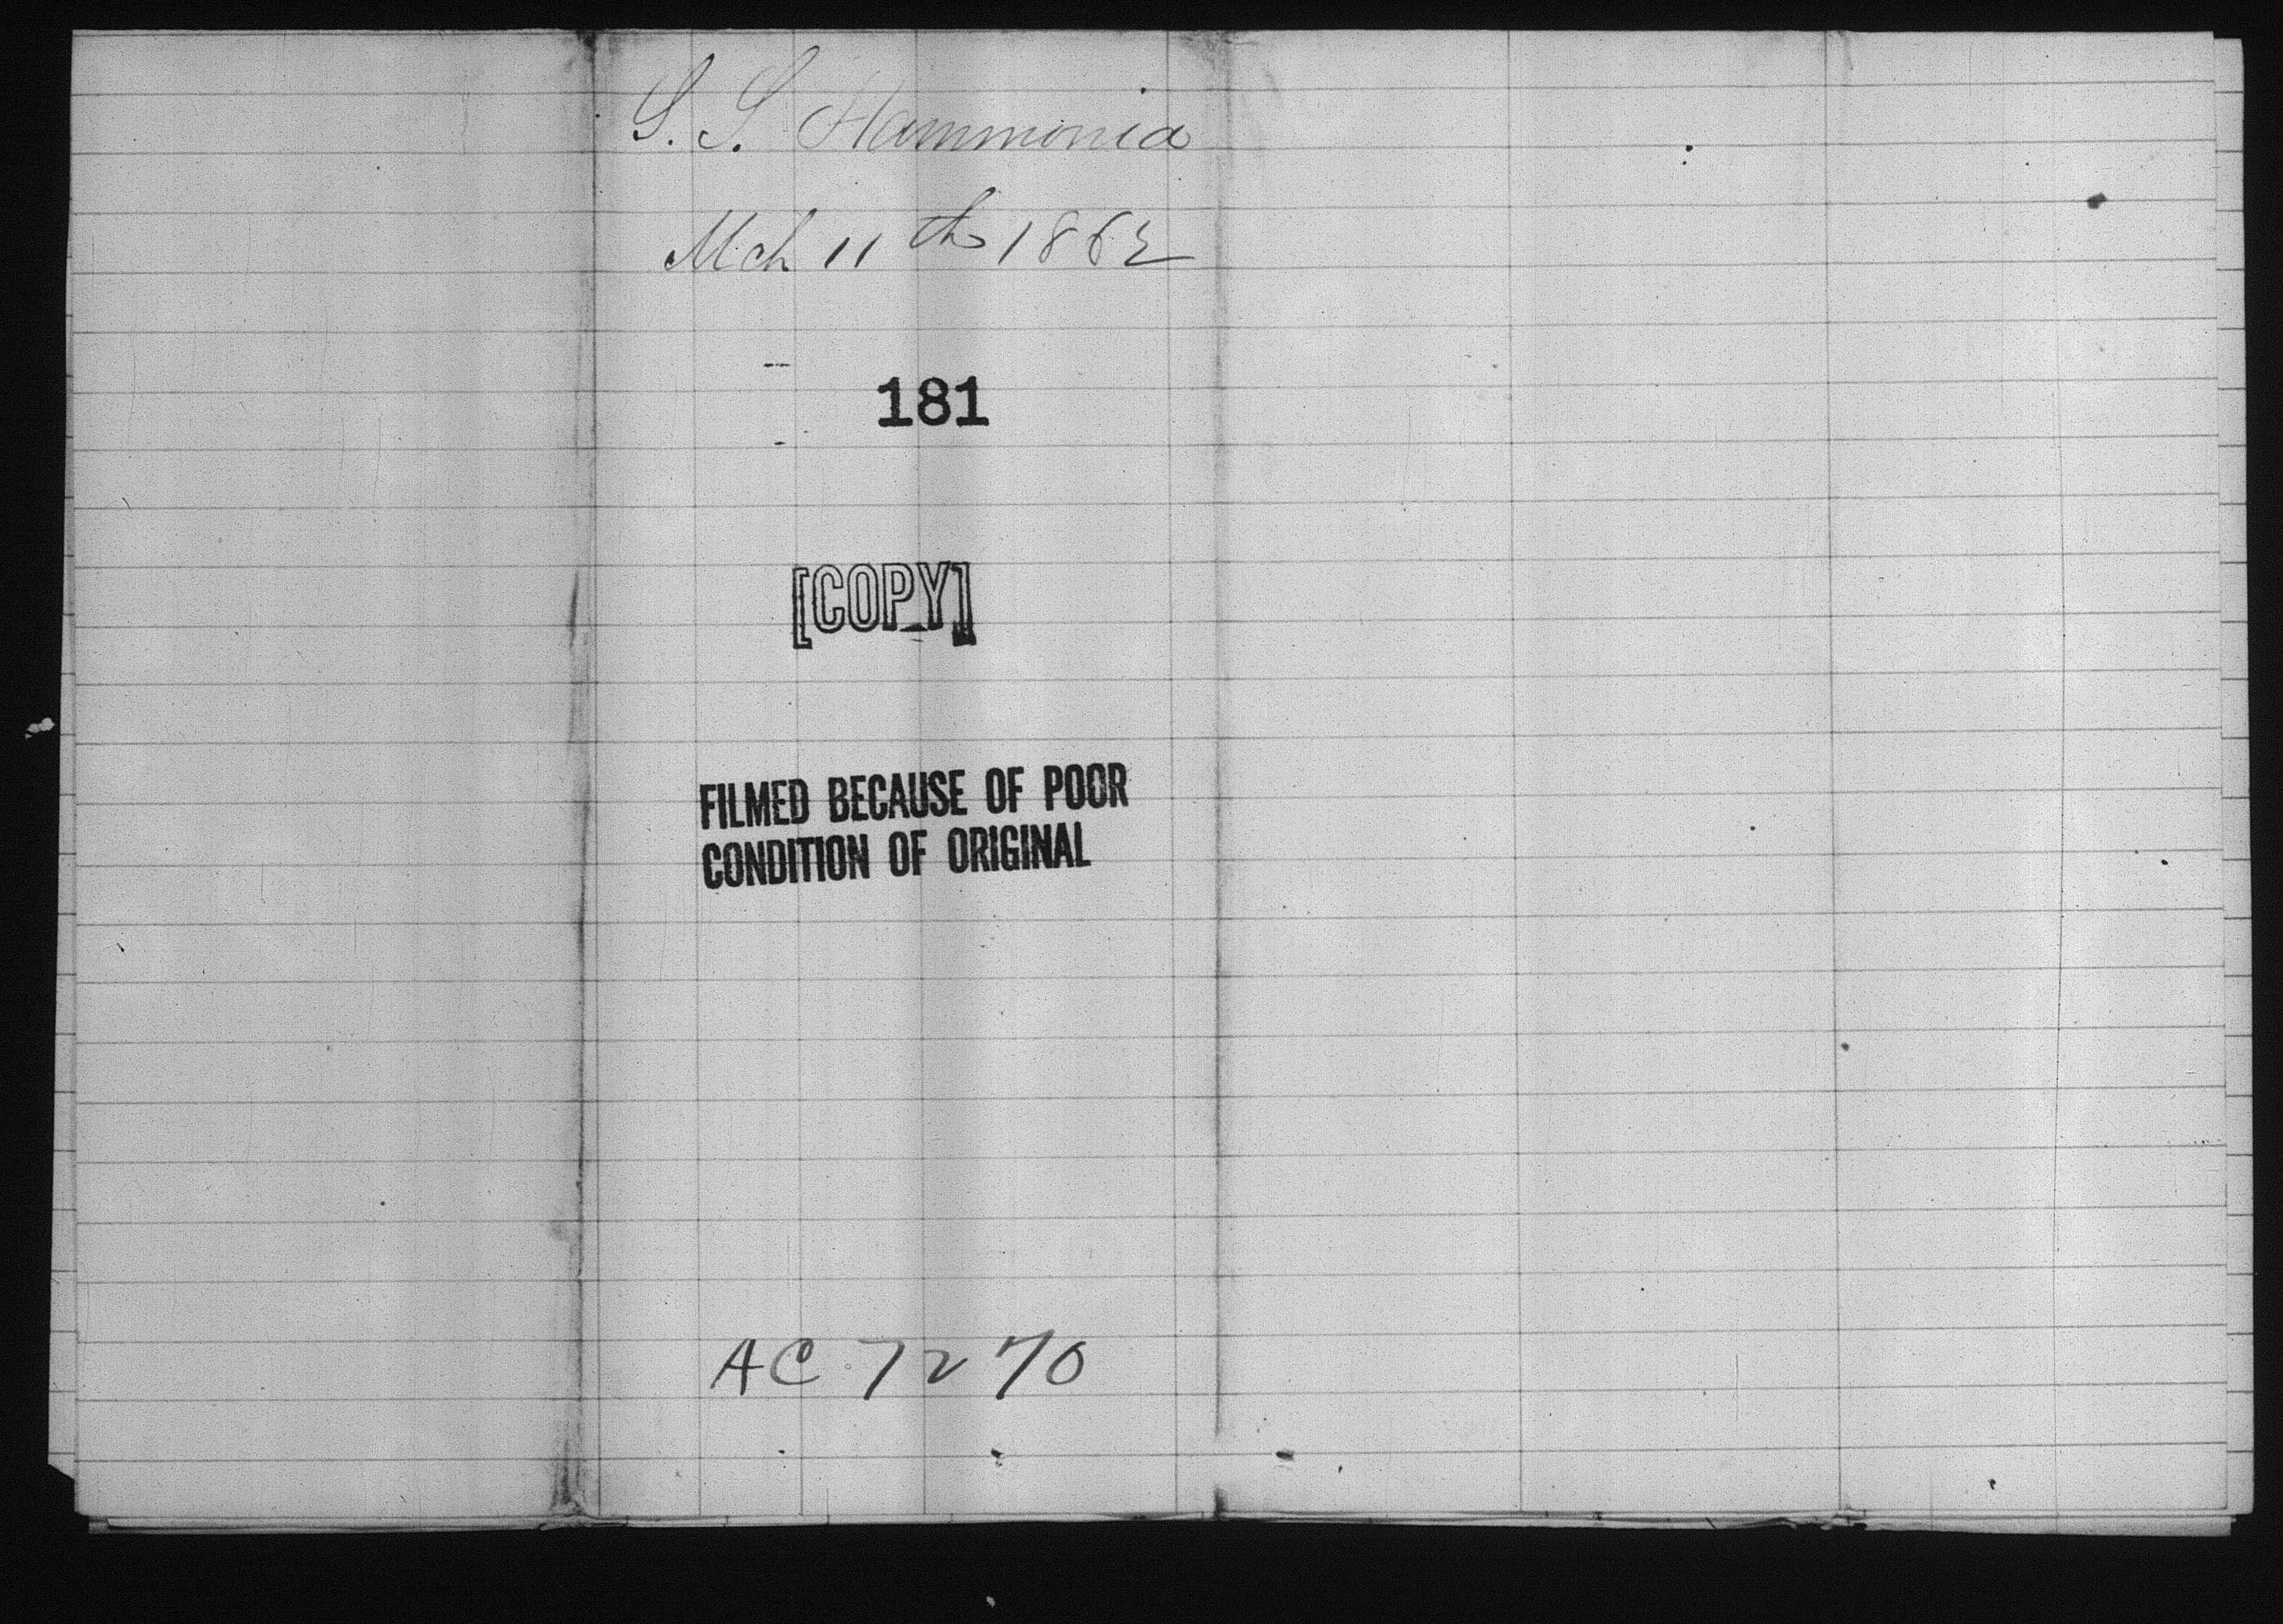 S. S. Hammonia
Mch 11th 1862
181
[COPY]
FILMED BECAUSE OF POOR
CONDITION OF ORIGINAL
AC 7270